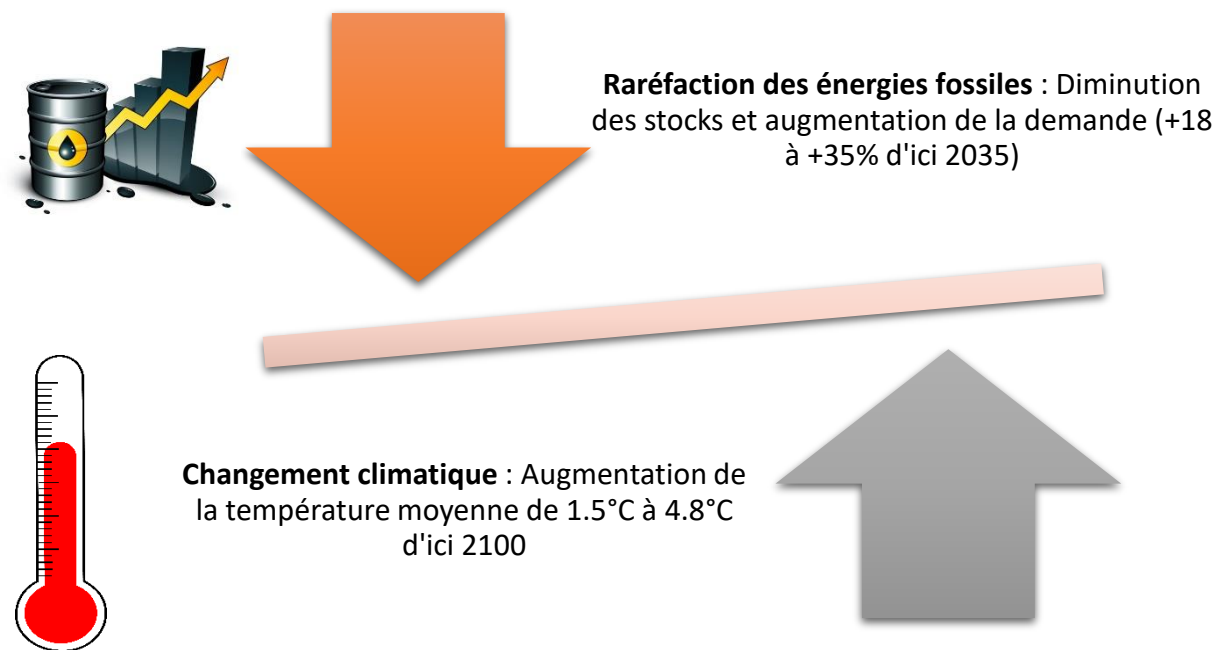 Raréfaction des énergies fossiles : Diminution
des stocks et augmentation de la demande (+18
à +35% d'ici 2035)
Changement climatique : Augmentation de
la température moyenne de 1.5°C à 4.8°C
d'ici 2100